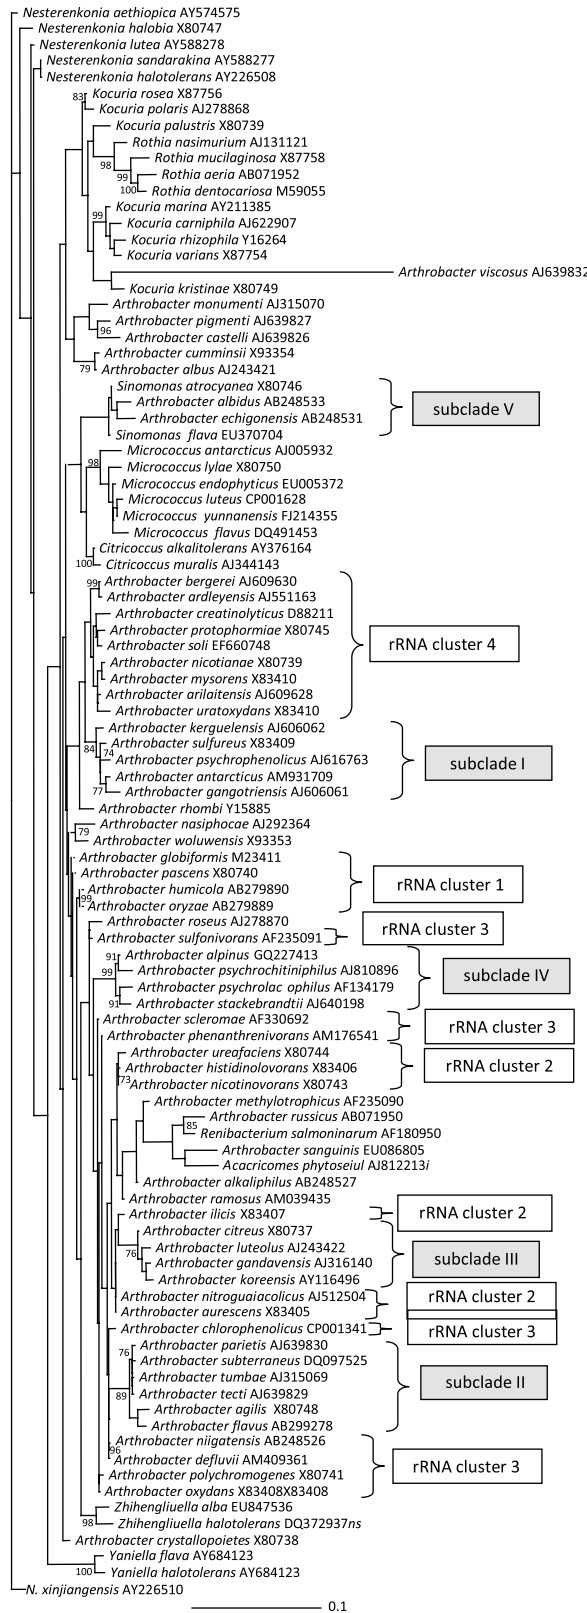 Nesterenkonia aethiopica AY574575
Nesterenkonia halobia X80747
Nesterenkonia lutea AY588278
Nesterenkonia sandarakina AY588277
Nesterenkonia halotolerans AY226508
83 Kocuria rosea X87756
Kocuria polaris AJ278868
Kocuria palustris X80739
Rothia nasimurium AJ131121
98 Rothia mucilaginosa X87758
99 Rothia aeria AB071952
100 Rothia dentocariosa M59055
Kocuria marina AY211385
99 Kocuria carniphila AJ622907
Kocuria rhizophila Y16264
Kocuria varians X87754
Arthrobacter viscosus AJ639832
Kocuria kristinae X80749
Arthrobacter monumenti AJ315070
Arthrobacter pigmenti AJ639827
96 Arthrobacter castelli AJ639826
Arthrobacter cumminsii X93354
79 Arthrobacter albus AJ243421
Sinomonas atrocyanea X80746
Arthrobacter albidus AB248533
subclade V
Arthrobacter echigonensis AB248531
Sinomonas flava EU370704
Micrococcus antarcticus AJ005932
98 Micrococcus lylae X80750
Micrococcus endophyticus EU005372
Micrococcus luteus CP001628
Micrococcus yunnanensis FJ214355
Micrococcus flavus DQ491453
Citricoccus alkalitolerans AY376164
100 Citricoccus muralis AJ344143
99 Arthrobacter bergerei AJ609630
Arthrobacter ardleyensis AJ551163
Arthrobacter creatinolyticus D88211
Arthrobacter protophormiae X80745
Arthrobacter soli EF660748
rRNA cluster 4
Arthrobacter nicotianae X80739
Arthrobacter mysorens X83410
Arthrobacter arilaitensis AJ609628
Arthrobacter uratoxydans X83410
Arthrobacter kerguelensis AJ606062
84 74 Arthrobacter sulfureus X83409
Arthrobacter psychrophenolicus AJ616763
subclade I
Arthrobacter antarcticus AM931709
77 Arthrobacter gangotriensis AJ606061
Arthrobacter rhombi Y15885
79 Arthrobacter nasiphocae AJ292364
Arthrobacter woluwensis X93353
Arthrobacter globiformis M23411
Arthrobacter pascens X80740
rRNA cluster 1
99 Arthrobacter humicola AB279890
Arthrobacter oryzae AB279889
Arthrobacter roseus AJ278870
rRNA cluster 3
Arthrobacter sulfonivorans AF235091
91 Arthrobacter alpinus GQ227413
99 Arthrobacter psychrochitiniphilus AJ810896
subclade IV
Arthrobacter psychrolac ophilus AF134179
91 Arthrobacter stackebrandtii AJ640198
Arthrobacter scleromae AF330692
rRNA cluster 3
Arthrobacter phenanthrenivorans AM176541
Arthrobacter ureafaciens X80744
Arthrobacter histidinolovorans X83406
rRNA cluster 2
73 Arthrobacter nicotinovorans X80743
Arthrobacter methylotrophicus AF235090
Arthrobacter russicus AB071950
85 Renibacterium salmoninarum AF180950
Arthrobacter sanguinis EU086805
Acacricomes phytoseiul AJ812213i
Arthrobacter alkaliphilus AB248527
Arthrobacter ramosus AM039435
Arthrobacter ilicis X83407
rRNA cluster 2
Arthrobacter citreus X80737
76 Arthrobacter luteolus AJ243422
subclade III
Arthrobacter gandavensis AJ316140
Arthrobacter koreensis AY116496
Arthrobacter nitroguaiacolicus AJ512504
rRNA cluster 2
Arthrobacter aurescens X83405
Arthrobacter chlorophenolicus CP001341
rRNA cluster 3
76 Arthrobacter parietis AJ639830
Arthrobacter subterraneus DQ097525
Arthrobacter tumbae AJ315069
subclade II
89 Arthrobacter tecti AJ639829
Arthrobacter agilis X80748
Arthrobacter flavus AB299278
Arthrobacter niigatensis AB248526
96 Arthrobacter defluvii AM409361
rRNA cluster 3
Arthrobacter polychromogenes X80741
Arthrobacter oxydans X83408X83408
Zhihengliuella alba EU847536
98 Zhihengliuella halotolerans DQ372937ns
Arthrobacter crystallopoietes X80738
Yaniella flava AY684123
100 Yaniella halotolerans AY684123
N. xinjiangensis AY226510
0.1